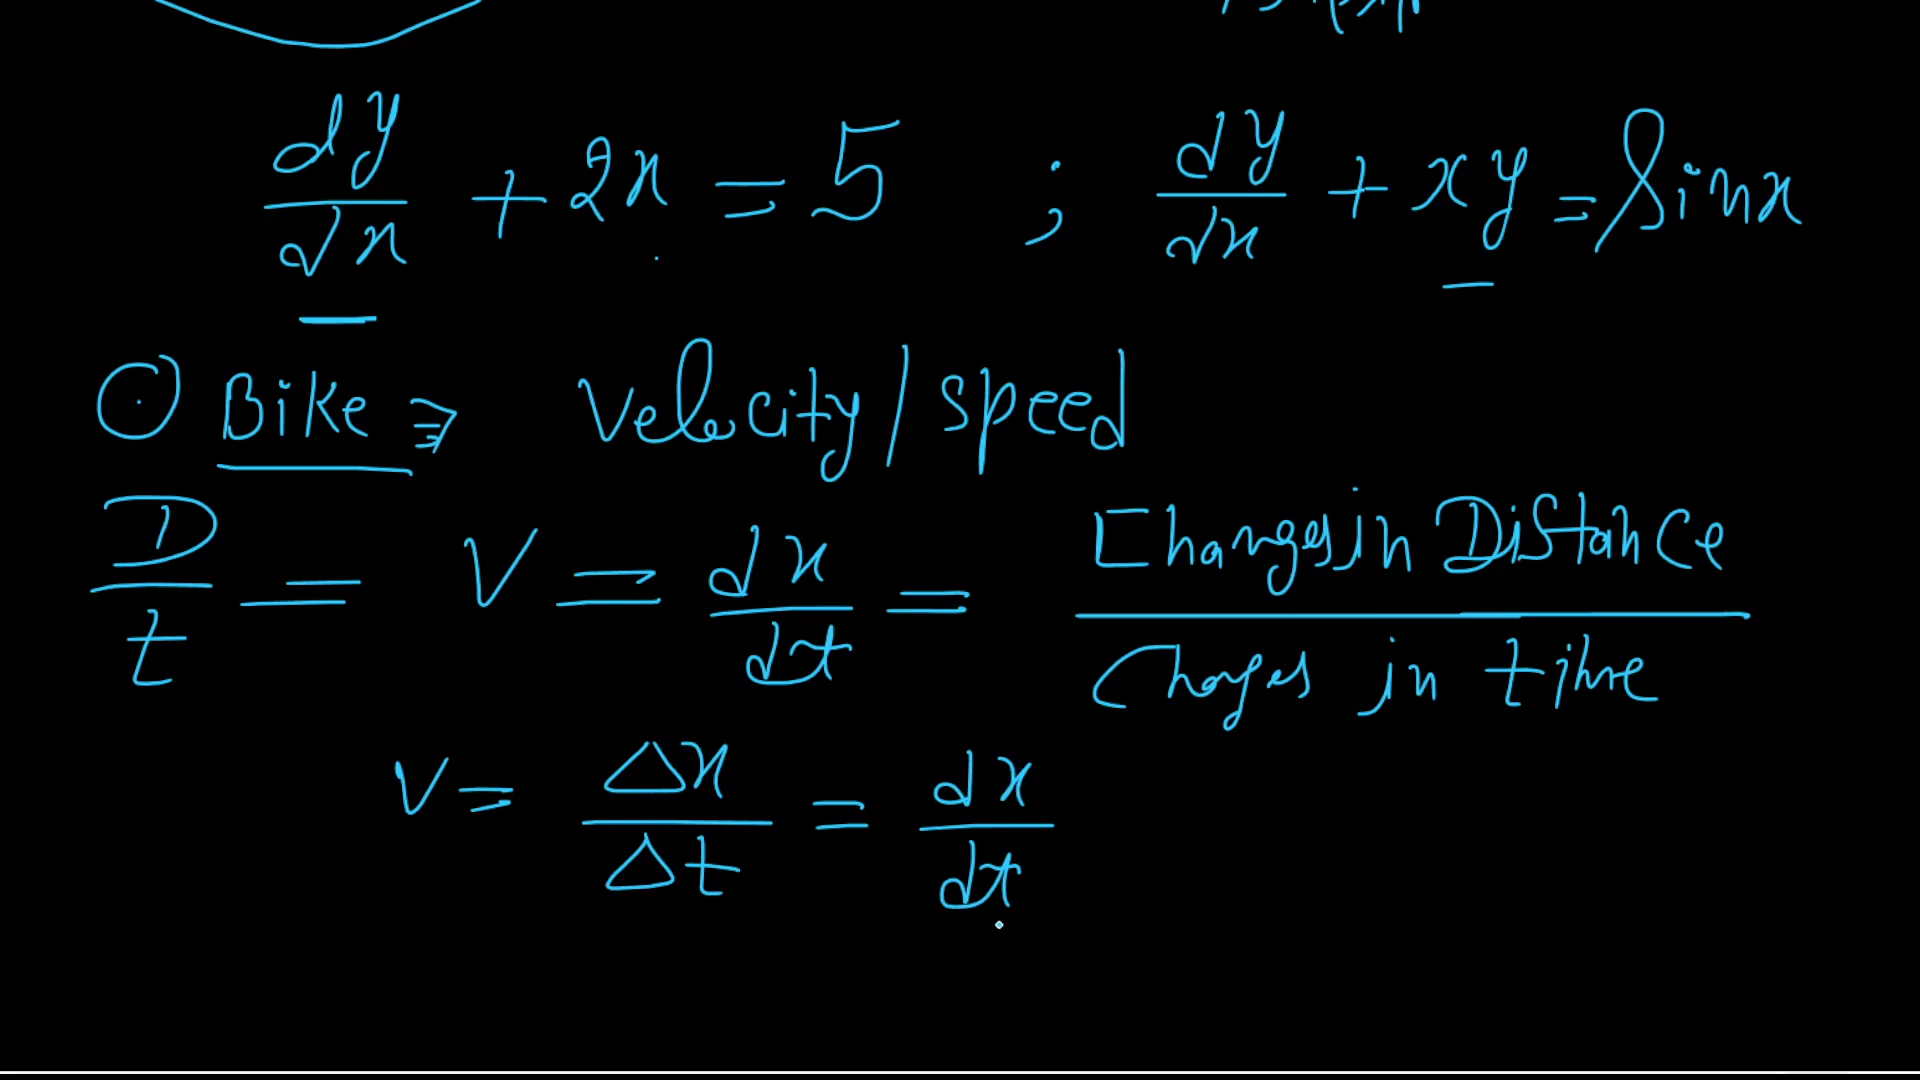 dy/dx + 2x = 5 ; dy/dx + xy = Sinx
Bike ⇒ Velocity/Speed
D/t = V = dx/dt = Changes in Distance / Changes in time
V = Δx/Δt = dx/dt